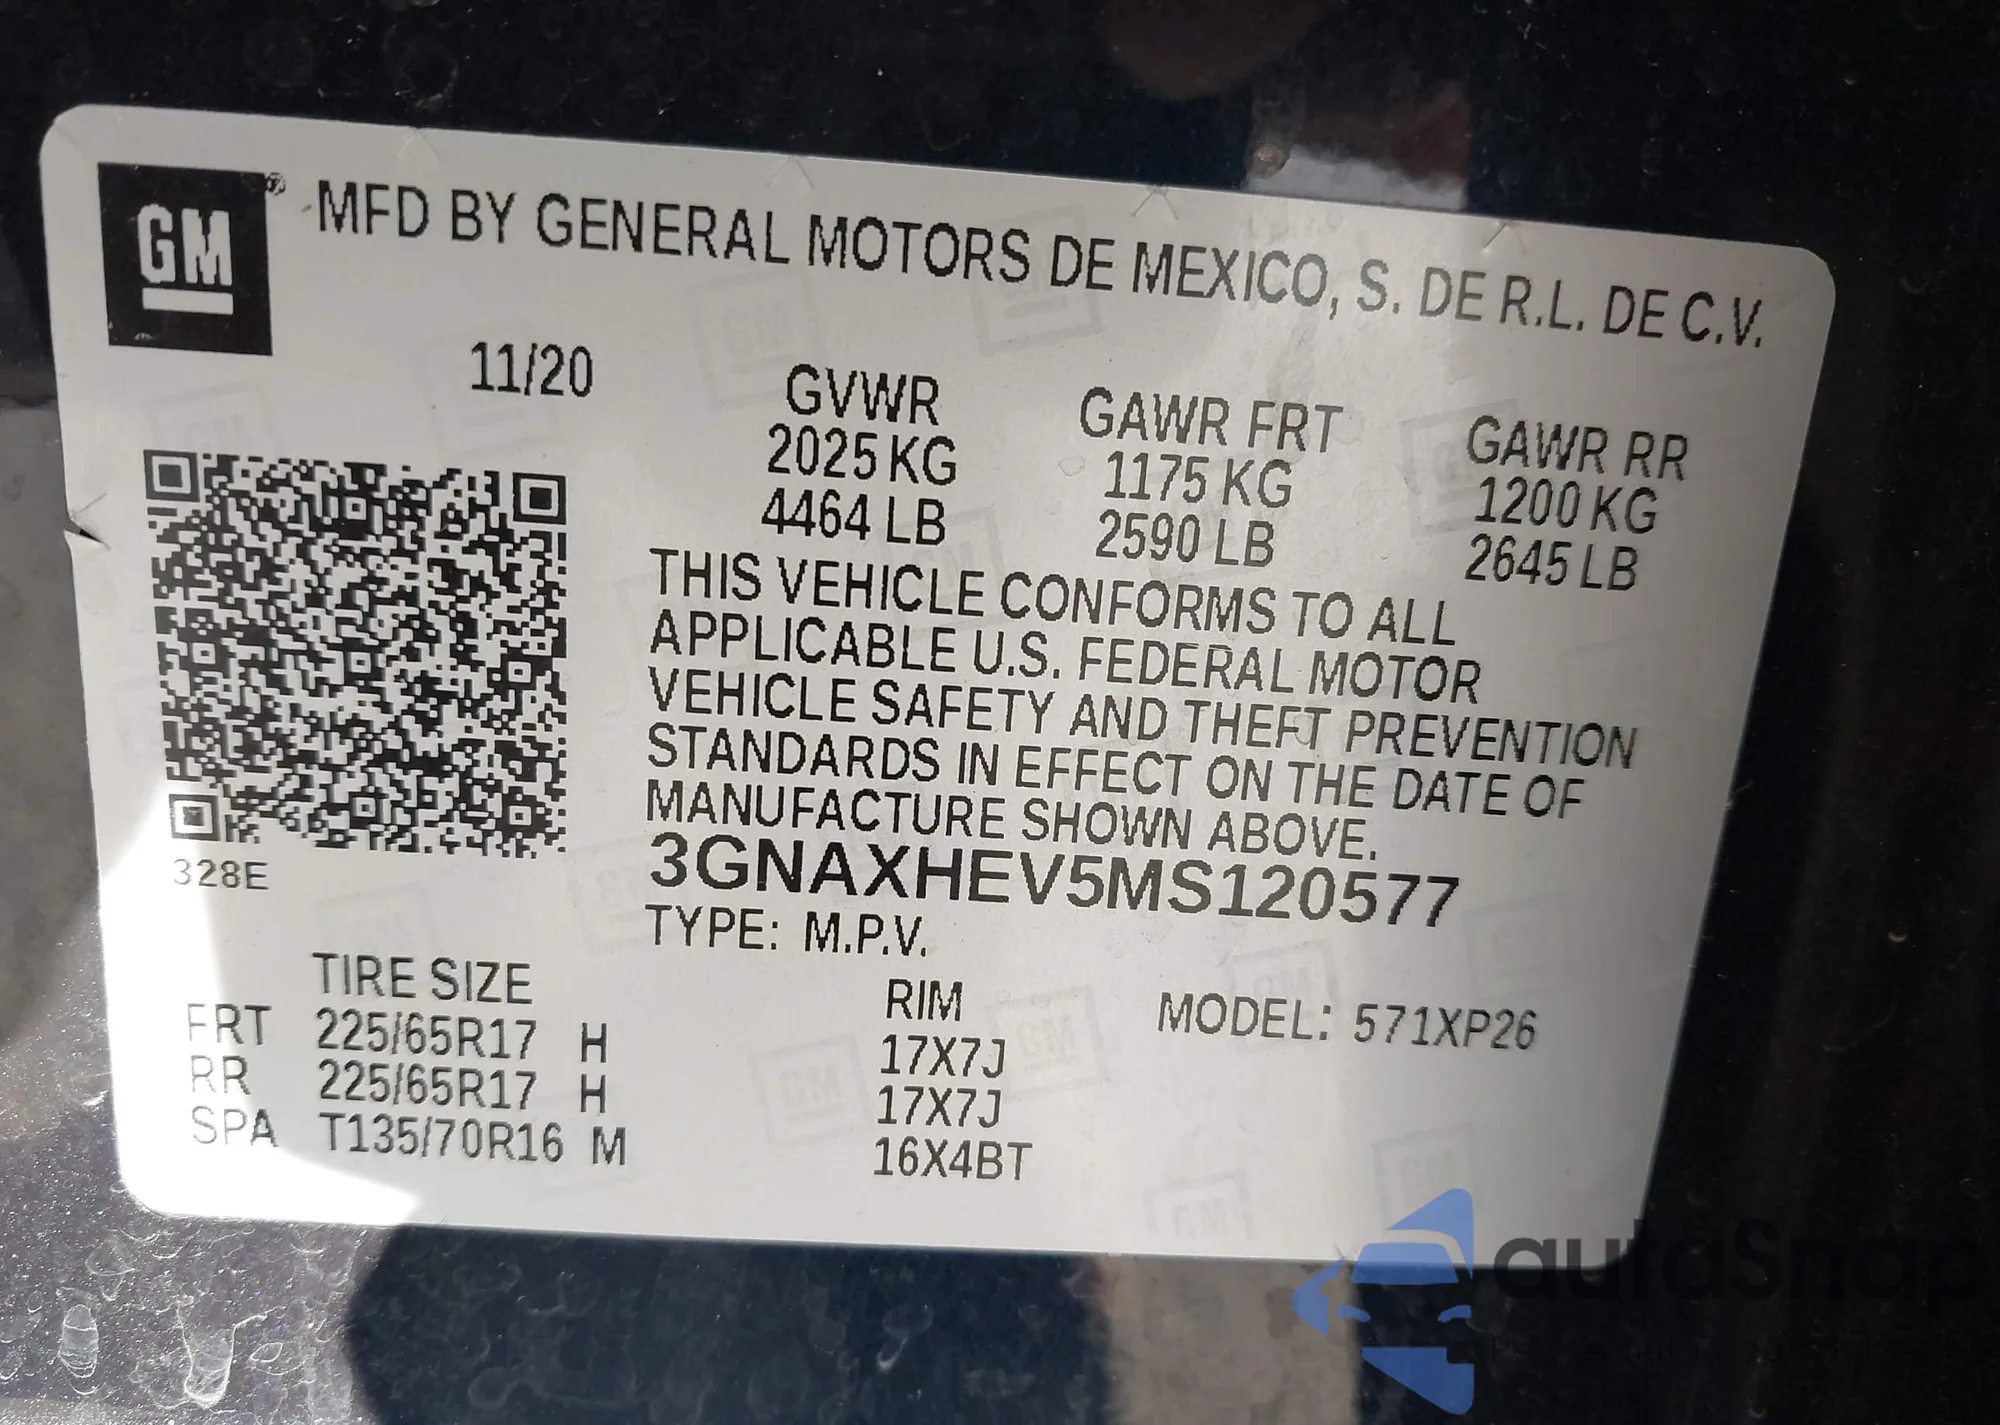 GM ® MFD BY GENERAL MOTORS DE MEXICO, S. DE R.L. DE C.V.
11/20 GVWR GAWR FRT GAWR RR
2025 KG 1175 KG 1200 KG
4464 LB 2590 LB 2645 LB
THIS VEHICLE CONFORMS TO ALL
APPLICABLE U.S. FEDERAL MOTOR
VEHICLE SAFETY AND THEFT PREVENTION
STANDARDS IN EFFECT ON THE DATE OF
MANUFACTURE SHOWN ABOVE.
328E
3GNAXHEV5MS120577
TYPE: M.P.V.
TIRE SIZE RIM MODEL: 571XP26
FRT 225/65R17 H 17X7J
RR 225/65R17 H 17X7J
SPA T135/70R16 M 16X4BT
autaSnap